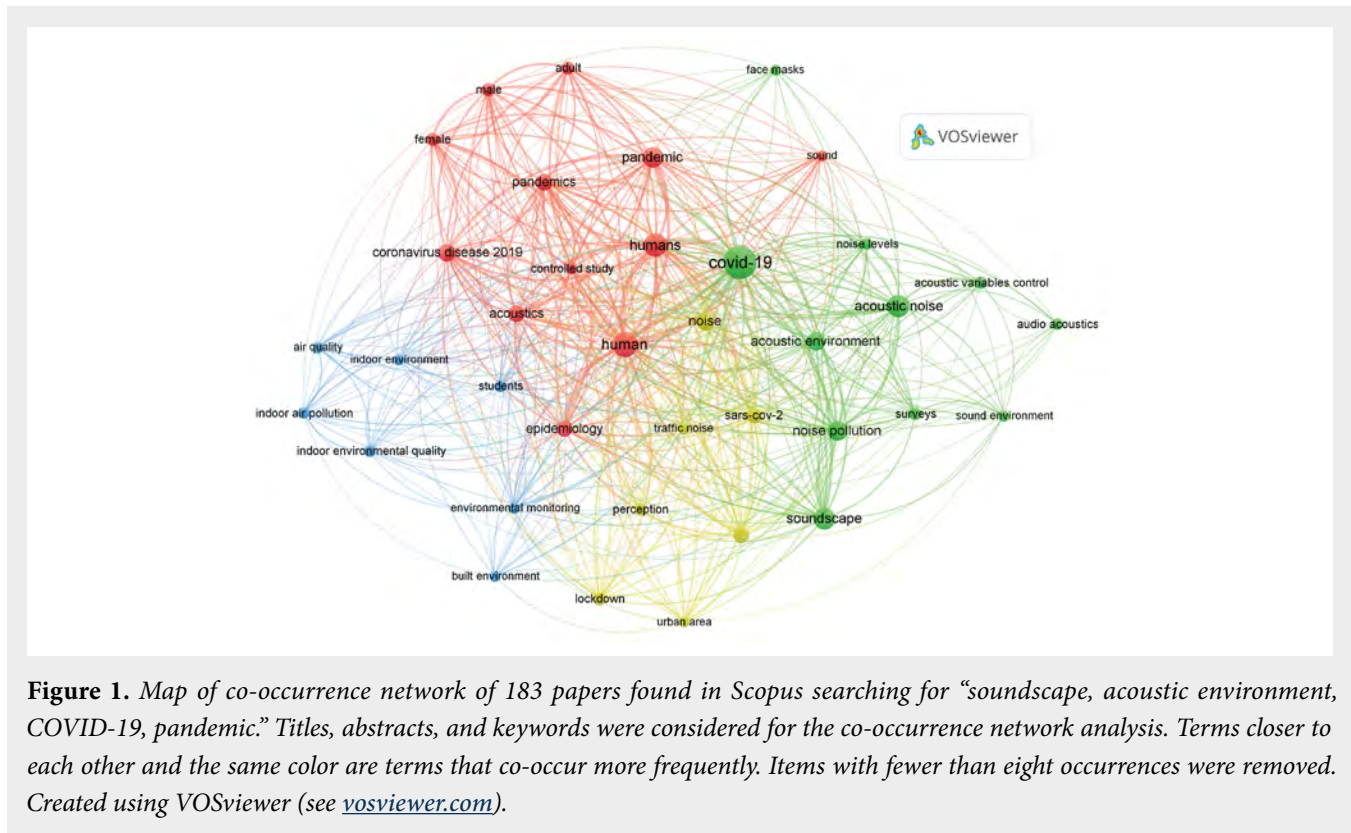 adult
face masks
male
VOSviewer
female
sound
pandemic
pandemics
humans
noise levels
coronavirus disease 2019
covid-19
controlled study
acoustic variables control
acoustic noise
acoustics
noise
audio acoustics
human
acoustic environment
air quality
indoor environment
students
indoor air pollution
sars-cov-2
surveys
sound environment
epidemiology
traffic noise
noise pollution
indoor environmental quality
environmental monitoring
perception
soundscape
built environment
lockdown
urban area
Figure 1. Map of co-occurrence network of 183 papers found in Scopus searching for “soundscape, acoustic environment,
COVID-19, pandemic.” Titles, abstracts, and keywords were considered for the co-occurrence network analysis. Terms closer to
each other and the same color are terms that co-occur more frequently. Items with fewer than eight occurrences were removed.
Created using VOSviewer (see vosviewer.com).